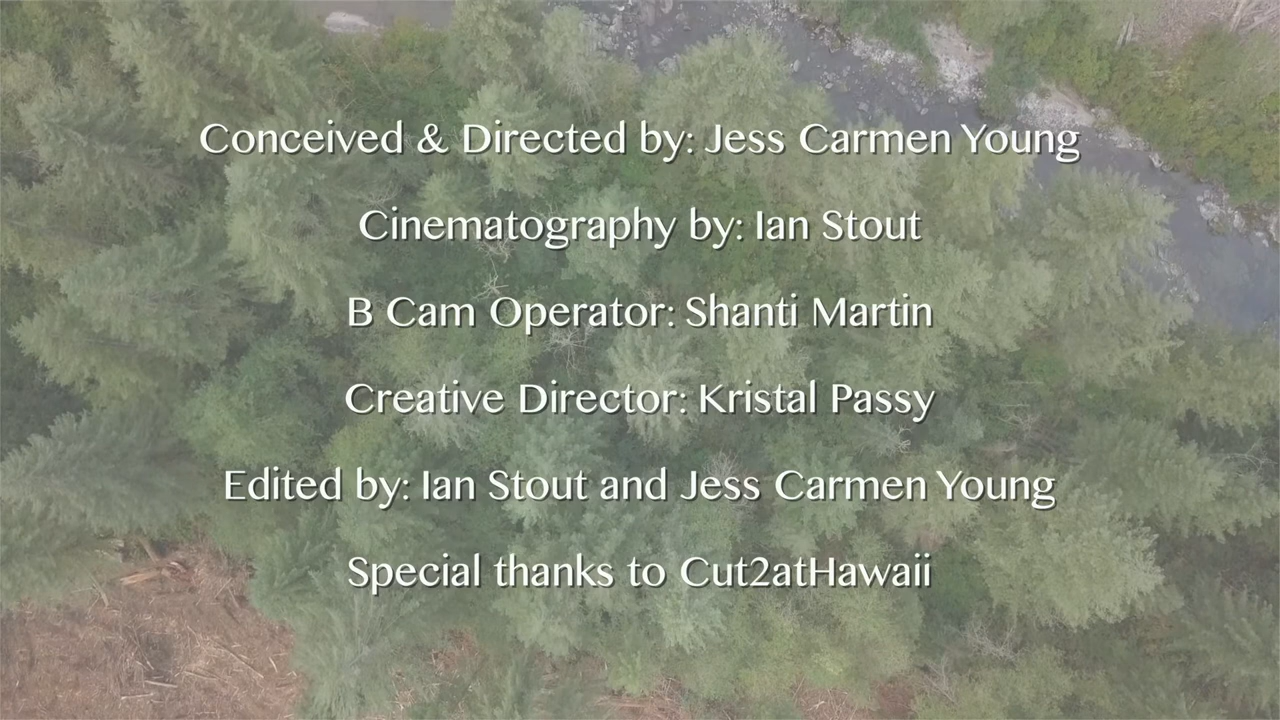 Conceived & Directed by: Jess Carmen Young
Cinematography by: Ian Stout
B Cam Operator: Shanti Martin
Creative Director: Kristal Passy
Edited by: Ian Stout and Jess Carmen Young
Special thanks to Cut2atHawaii